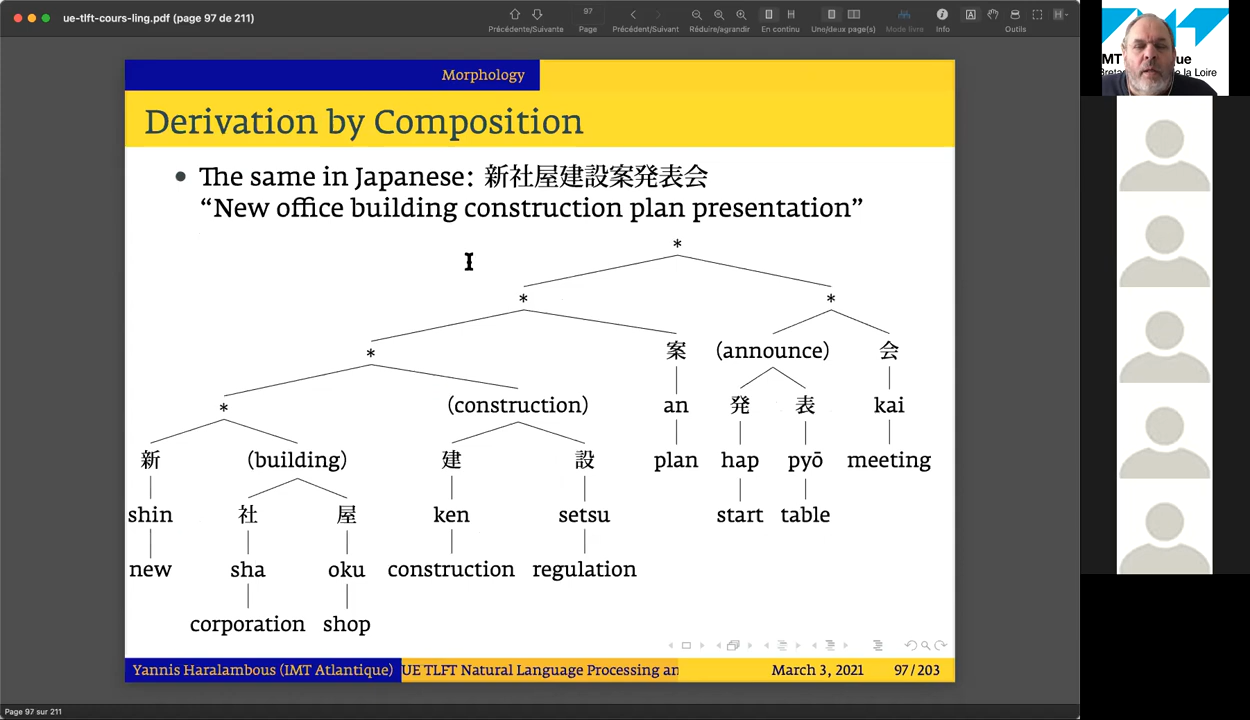 ue-tlft-cours-ling.pdf (page 97 de 211)
97
Précédente/Suivante Page Précédent/Suivant Réduire/agrandir En continu Une/deux page(s) Mode livre Info Outils
Morphology
Derivation by Composition
• The same in Japanese: 新社屋建設案発表会
“New office building construction plan presentation”
*
* *
* 案 (announce) 会
* (construction) an 発 表 kai
新 (building) 建 設 plan hap pyō meeting
shin 社 屋 ken setsu start table
new sha oku construction regulation
corporation shop
Yannis Haralambous (IMT Atlantique) UE TLFT Natural Language Processing an March 3, 2021 97/203
Page 97 sur 211